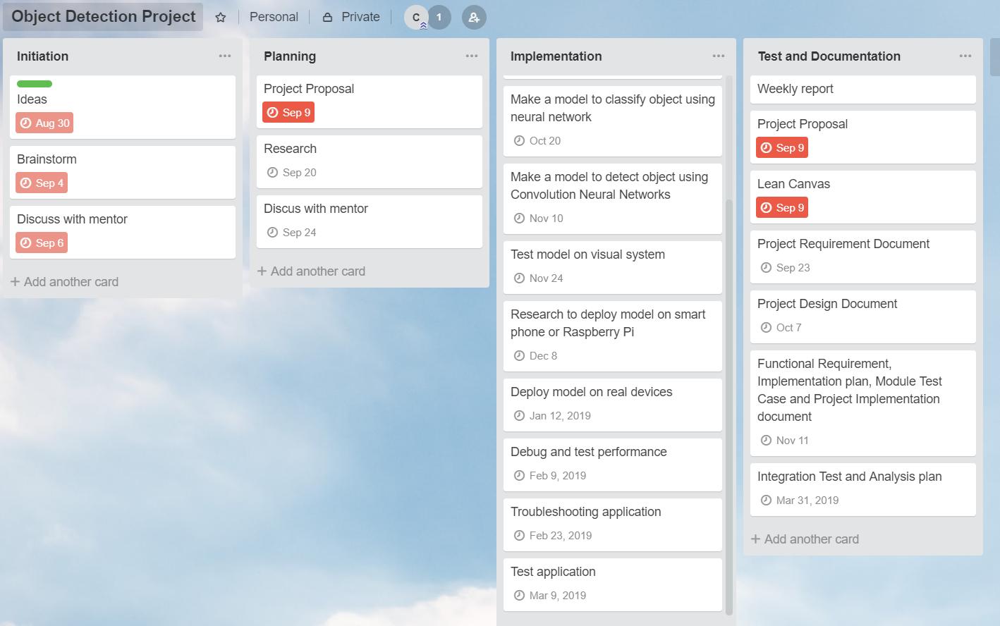 Object Detection Project
Personal
Private
C
1
Initiation
Ideas
Aug 30
Brainstorm
Sep 4
Discuss with mentor
Sep 6
+ Add another card
Planning
Project Proposal
Sep 9
Research
Sep 20
Discus with mentor
Sep 24
+ Add another card
Implementation
Make a model to classify object using
neural network
Oct 20
Make a model to detect object using
Convolution Neural Networks
Nov 10
Test model on visual system
Nov 24
Research to deploy model on smart
phone or Raspberry Pi
Dec 8
Deploy model on real devices
Jan 12, 2019
Debug and test performance
Feb 9, 2019
Troubleshooting application
Feb 23, 2019
Test application
Mar 9, 2019
Test and Documentation
Weekly report
Project Proposal
Sep 9
Lean Canvas
Sep 9
Project Requirement Document
Sep 23
Project Design Document
Oct 7
Functional Requirement,
Implementation plan, Module Test
Case and Project Implementation
document
Nov 11
Integration Test and Analysis plan
Mar 31, 2019
+ Add another card